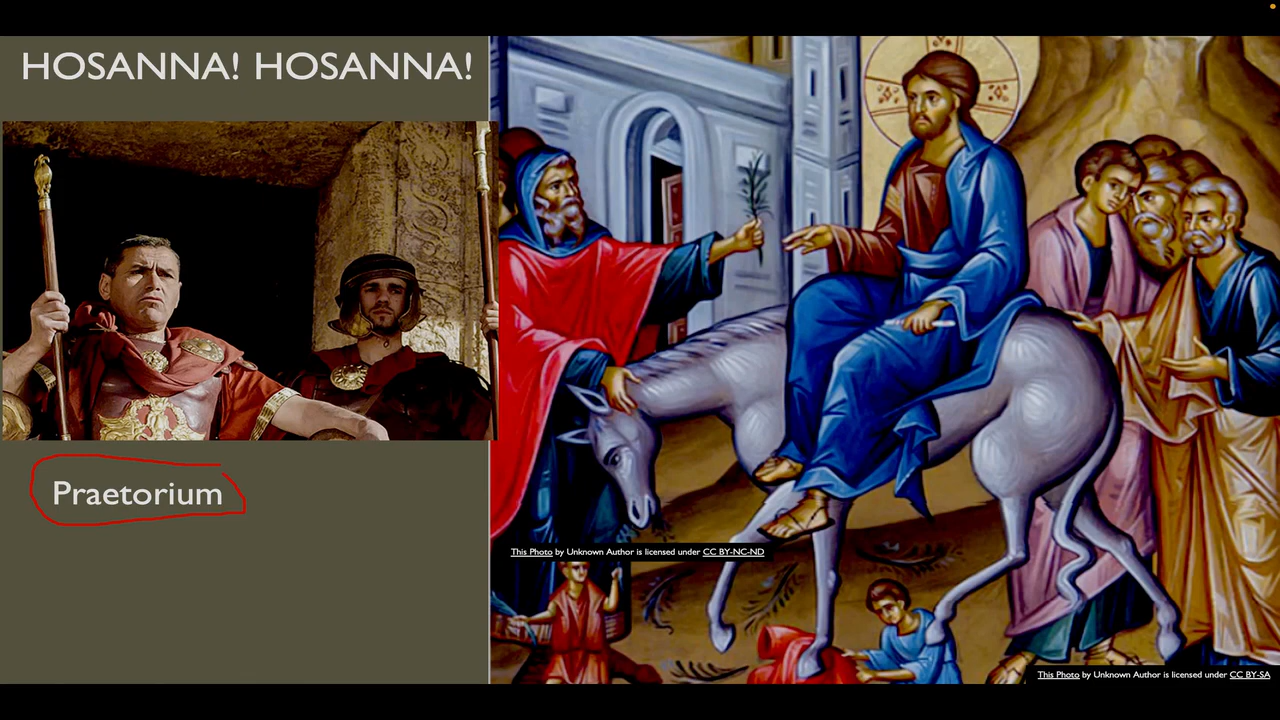 HOSANNA! HOSANNA!
Praetorium
This Photo by Unknown Author is licensed under CC BY-NC-ND
This Photo by Unknown Author is licensed under CC BY-SA